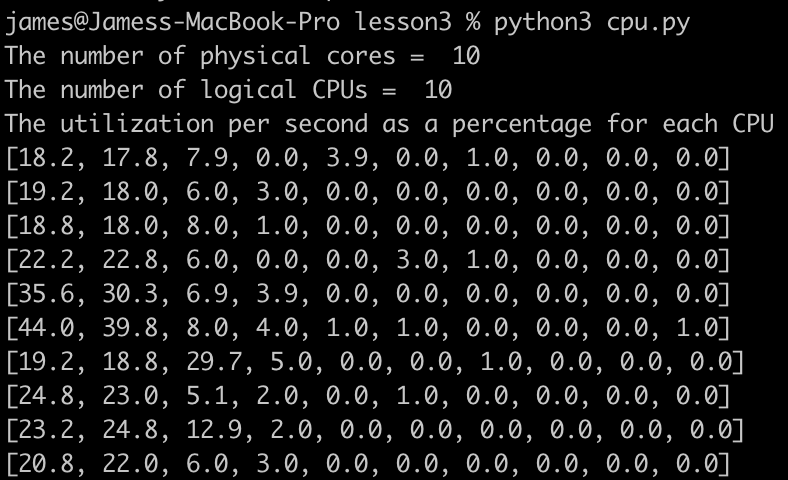 james@Jamess-MacBook-Pro lesson3 % python3 cpu.py
The number of physical cores =  10
The number of logical CPUs =  10
The utilization per second as a percentage for each CPU
[18.2, 17.8, 7.9, 0.0, 3.9, 0.0, 1.0, 0.0, 0.0, 0.0]
[19.2, 18.0, 6.0, 3.0, 0.0, 0.0, 0.0, 0.0, 0.0, 0.0]
[18.8, 18.0, 8.0, 1.0, 0.0, 0.0, 0.0, 0.0, 0.0, 0.0]
[22.2, 22.8, 6.0, 0.0, 0.0, 3.0, 1.0, 0.0, 0.0, 0.0]
[35.6, 30.3, 6.9, 3.9, 0.0, 0.0, 0.0, 0.0, 0.0, 0.0]
[44.0, 39.8, 8.0, 4.0, 1.0, 1.0, 0.0, 0.0, 0.0, 1.0]
[19.2, 18.8, 29.7, 5.0, 0.0, 0.0, 1.0, 0.0, 0.0, 0.0]
[24.8, 23.0, 5.1, 2.0, 0.0, 1.0, 0.0, 0.0, 0.0, 0.0]
[23.2, 24.8, 12.9, 2.0, 0.0, 0.0, 0.0, 0.0, 0.0, 0.0]
[20.8, 22.0, 6.0, 3.0, 0.0, 0.0, 0.0, 0.0, 0.0, 0.0]